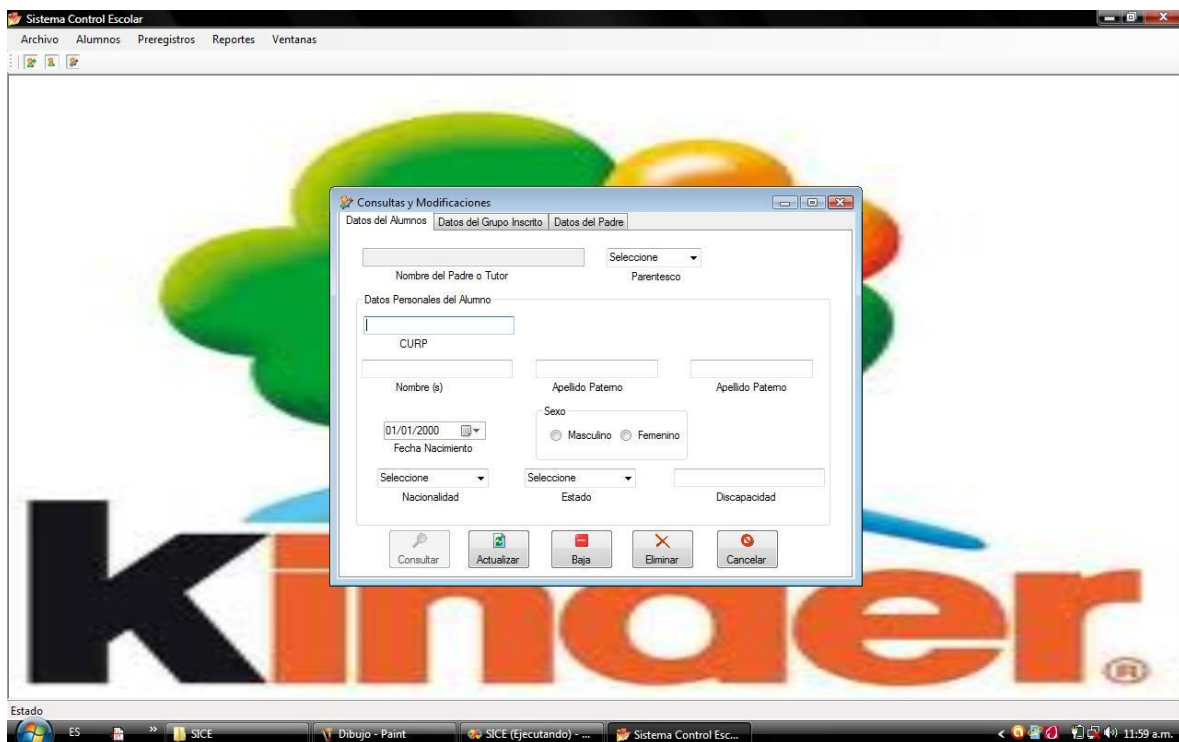 Sistema Control Escolar
Archivo Alumnos Preregistros Reportes Ventanas
Consultas y Modificaciones
Datos del Alumnos Datos del Grupo Inscrito Datos del Padre
Seleccione
Nombre del Padre o Tutor Parentesco
Datos Personales del Alumno
CURP
Nombre (s) Apellido Paterno Apellido Paterno
Sexo
01/01/2000 Masculino Femenino
Fecha Nacimiento
Seleccione Seleccione
Nacionalidad Estado Discapacidad
Consultar Actualizar Baja Eliminar Cancelar
kinder ®
Estado
ES » SICE Dibujo - Paint SICE (Ejecutando) - ... Sistema Control Esc... < 11:59 a.m.